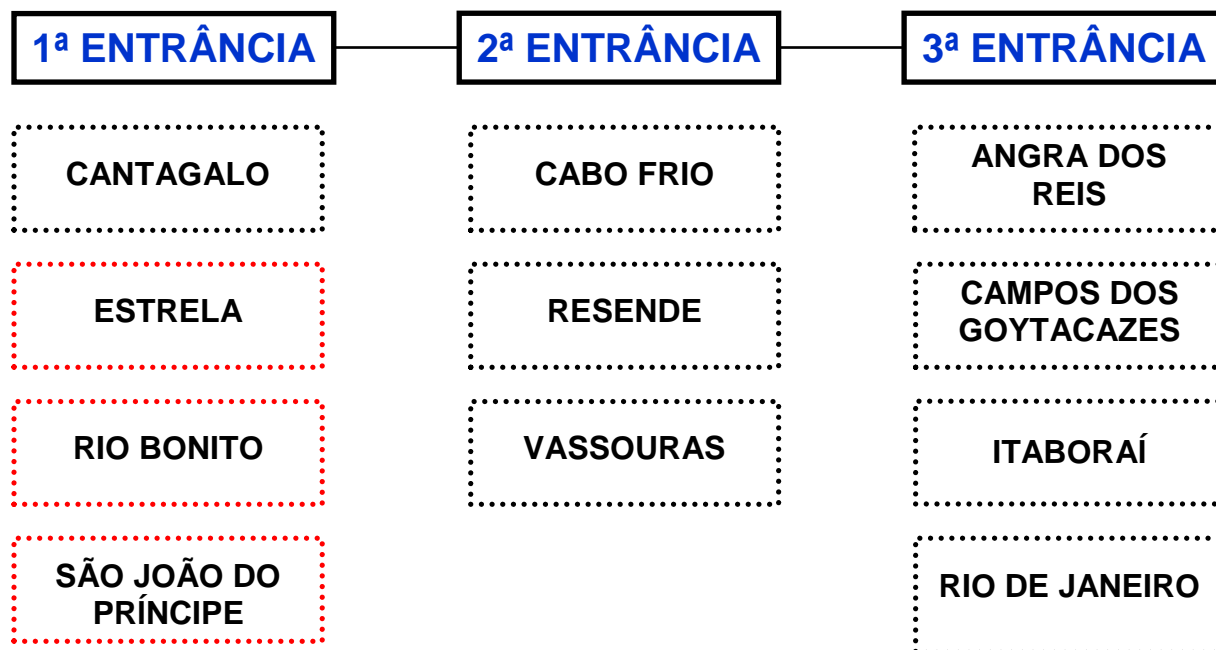 1ª ENTRÂNCIA
2ª ENTRÂNCIA
3ª ENTRÂNCIA
CANTAGALO
CABO FRIO
ANGRA DOS
REIS
ESTRELA
RESENDE
CAMPOS DOS
GOYTACAZES
RIO BONITO
VASSOURAS
ITABORAÍ
SÃO JOÃO DO
PRÍNCIPE
RIO DE JANEIRO